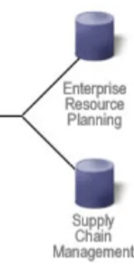 Enterprise
Resource
Planning
Supply
Chain
Management